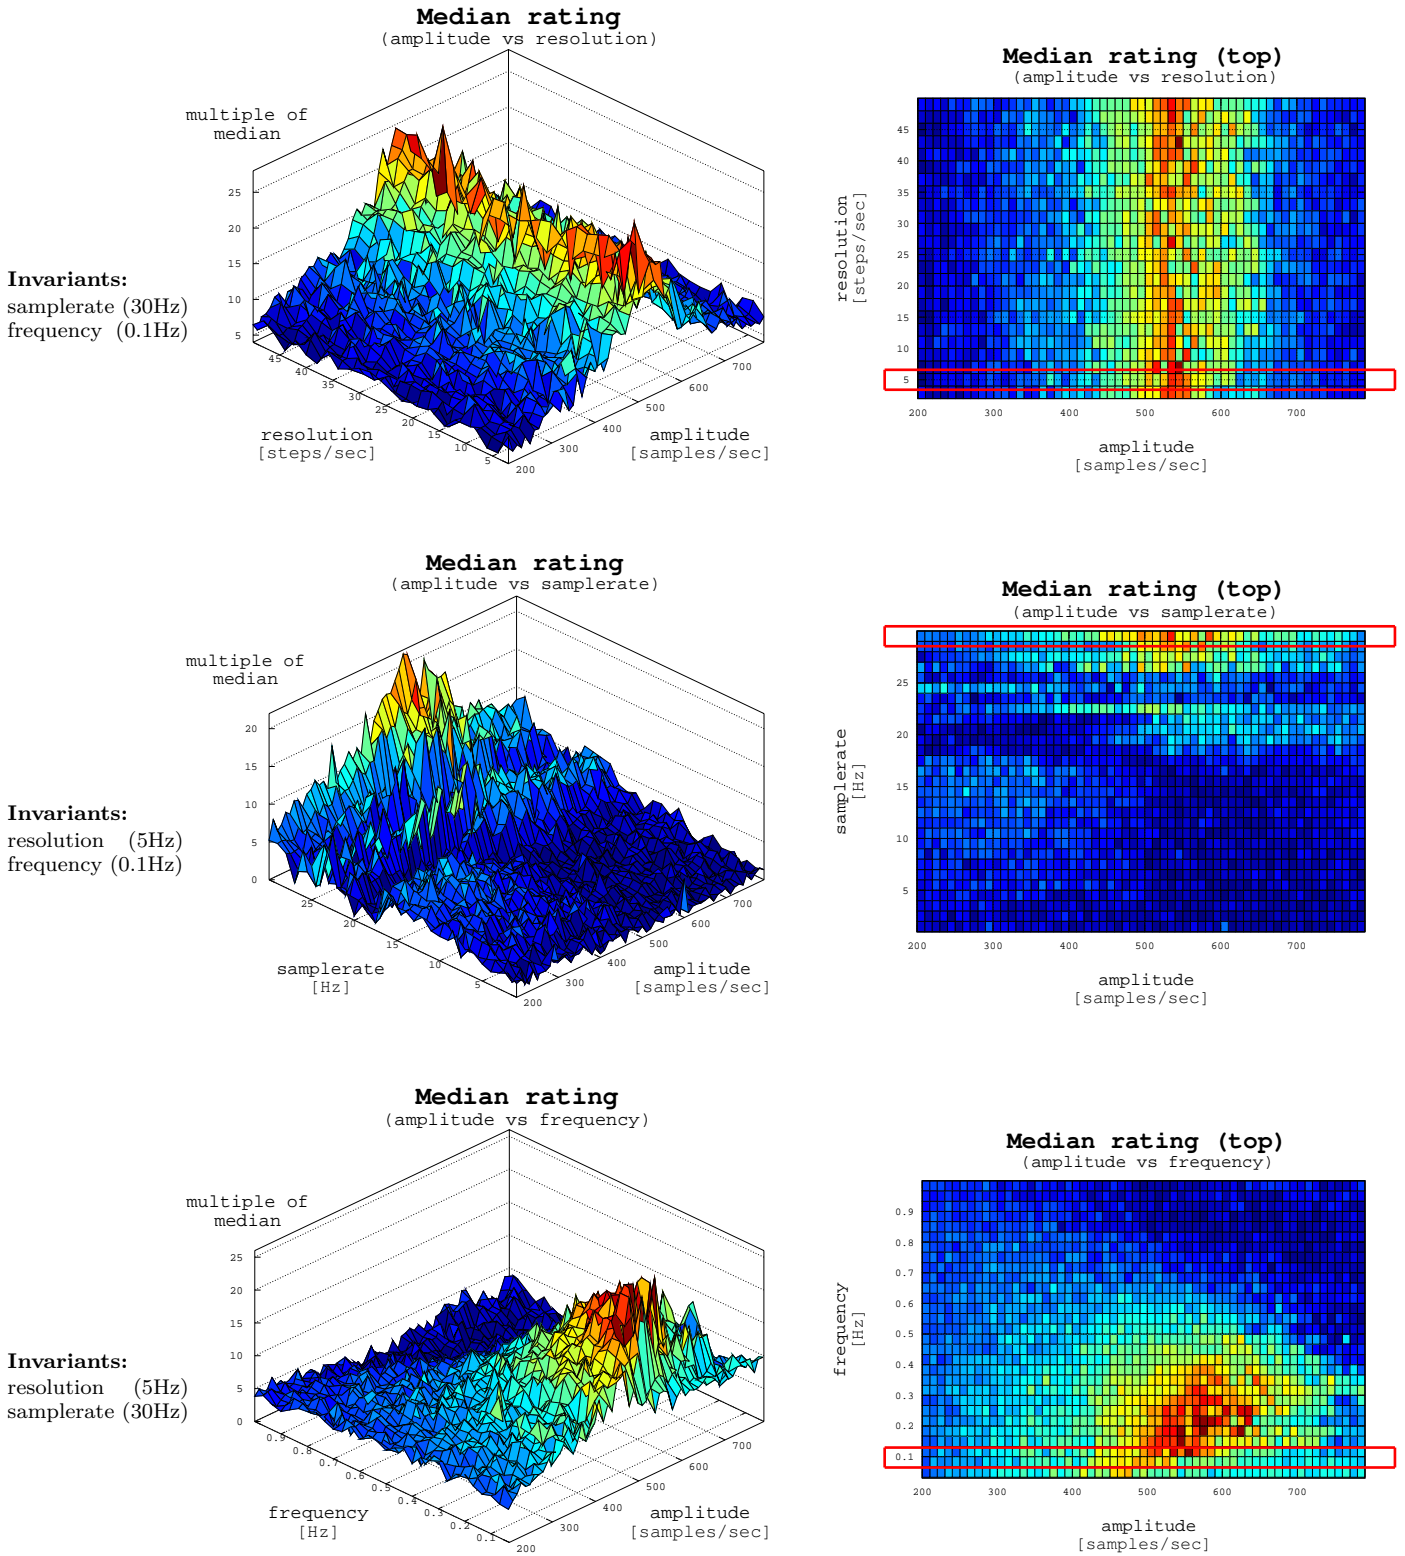 Median rating
(amplitude vs resolution)
multiple of
median
25
20
15
10
5
45
40
35
30
25
20
15
10
5
200
300
400
500
600
700
resolution
[steps/sec]
amplitude
[samples/sec]
Invariants:
samplerate (30Hz)
frequency (0.1Hz)
Median rating (top)
(amplitude vs resolution)
resolution
[steps/sec]
45
40
35
30
25
20
15
10
5
200 300 400 500 600 700
amplitude
[samples/sec]
Median rating
(amplitude vs samplerate)
multiple of
median
20
15
10
5
0
25
20
15
10
5
200
300
400
500
600
700
samplerate
[Hz]
amplitude
[samples/sec]
Invariants:
resolution (5Hz)
frequency (0.1Hz)
Median rating (top)
(amplitude vs samplerate)
samplerate
[Hz]
25
20
15
10
5
200 300 400 500 600 700
amplitude
[samples/sec]
Median rating
(amplitude vs frequency)
multiple of
median
25
20
15
10
5
0
0.9
0.8
0.7
0.6
0.5
0.4
0.3
0.2
0.1
200
300
400
500
600
700
frequency
[Hz]
amplitude
[samples/sec]
Invariants:
resolution (5Hz)
samplerate (30Hz)
Median rating (top)
(amplitude vs frequency)
frequency
[Hz]
0.9
0.8
0.7
0.6
0.5
0.4
0.3
0.2
0.1
200 300 400 500 600 700
amplitude
[samples/sec]